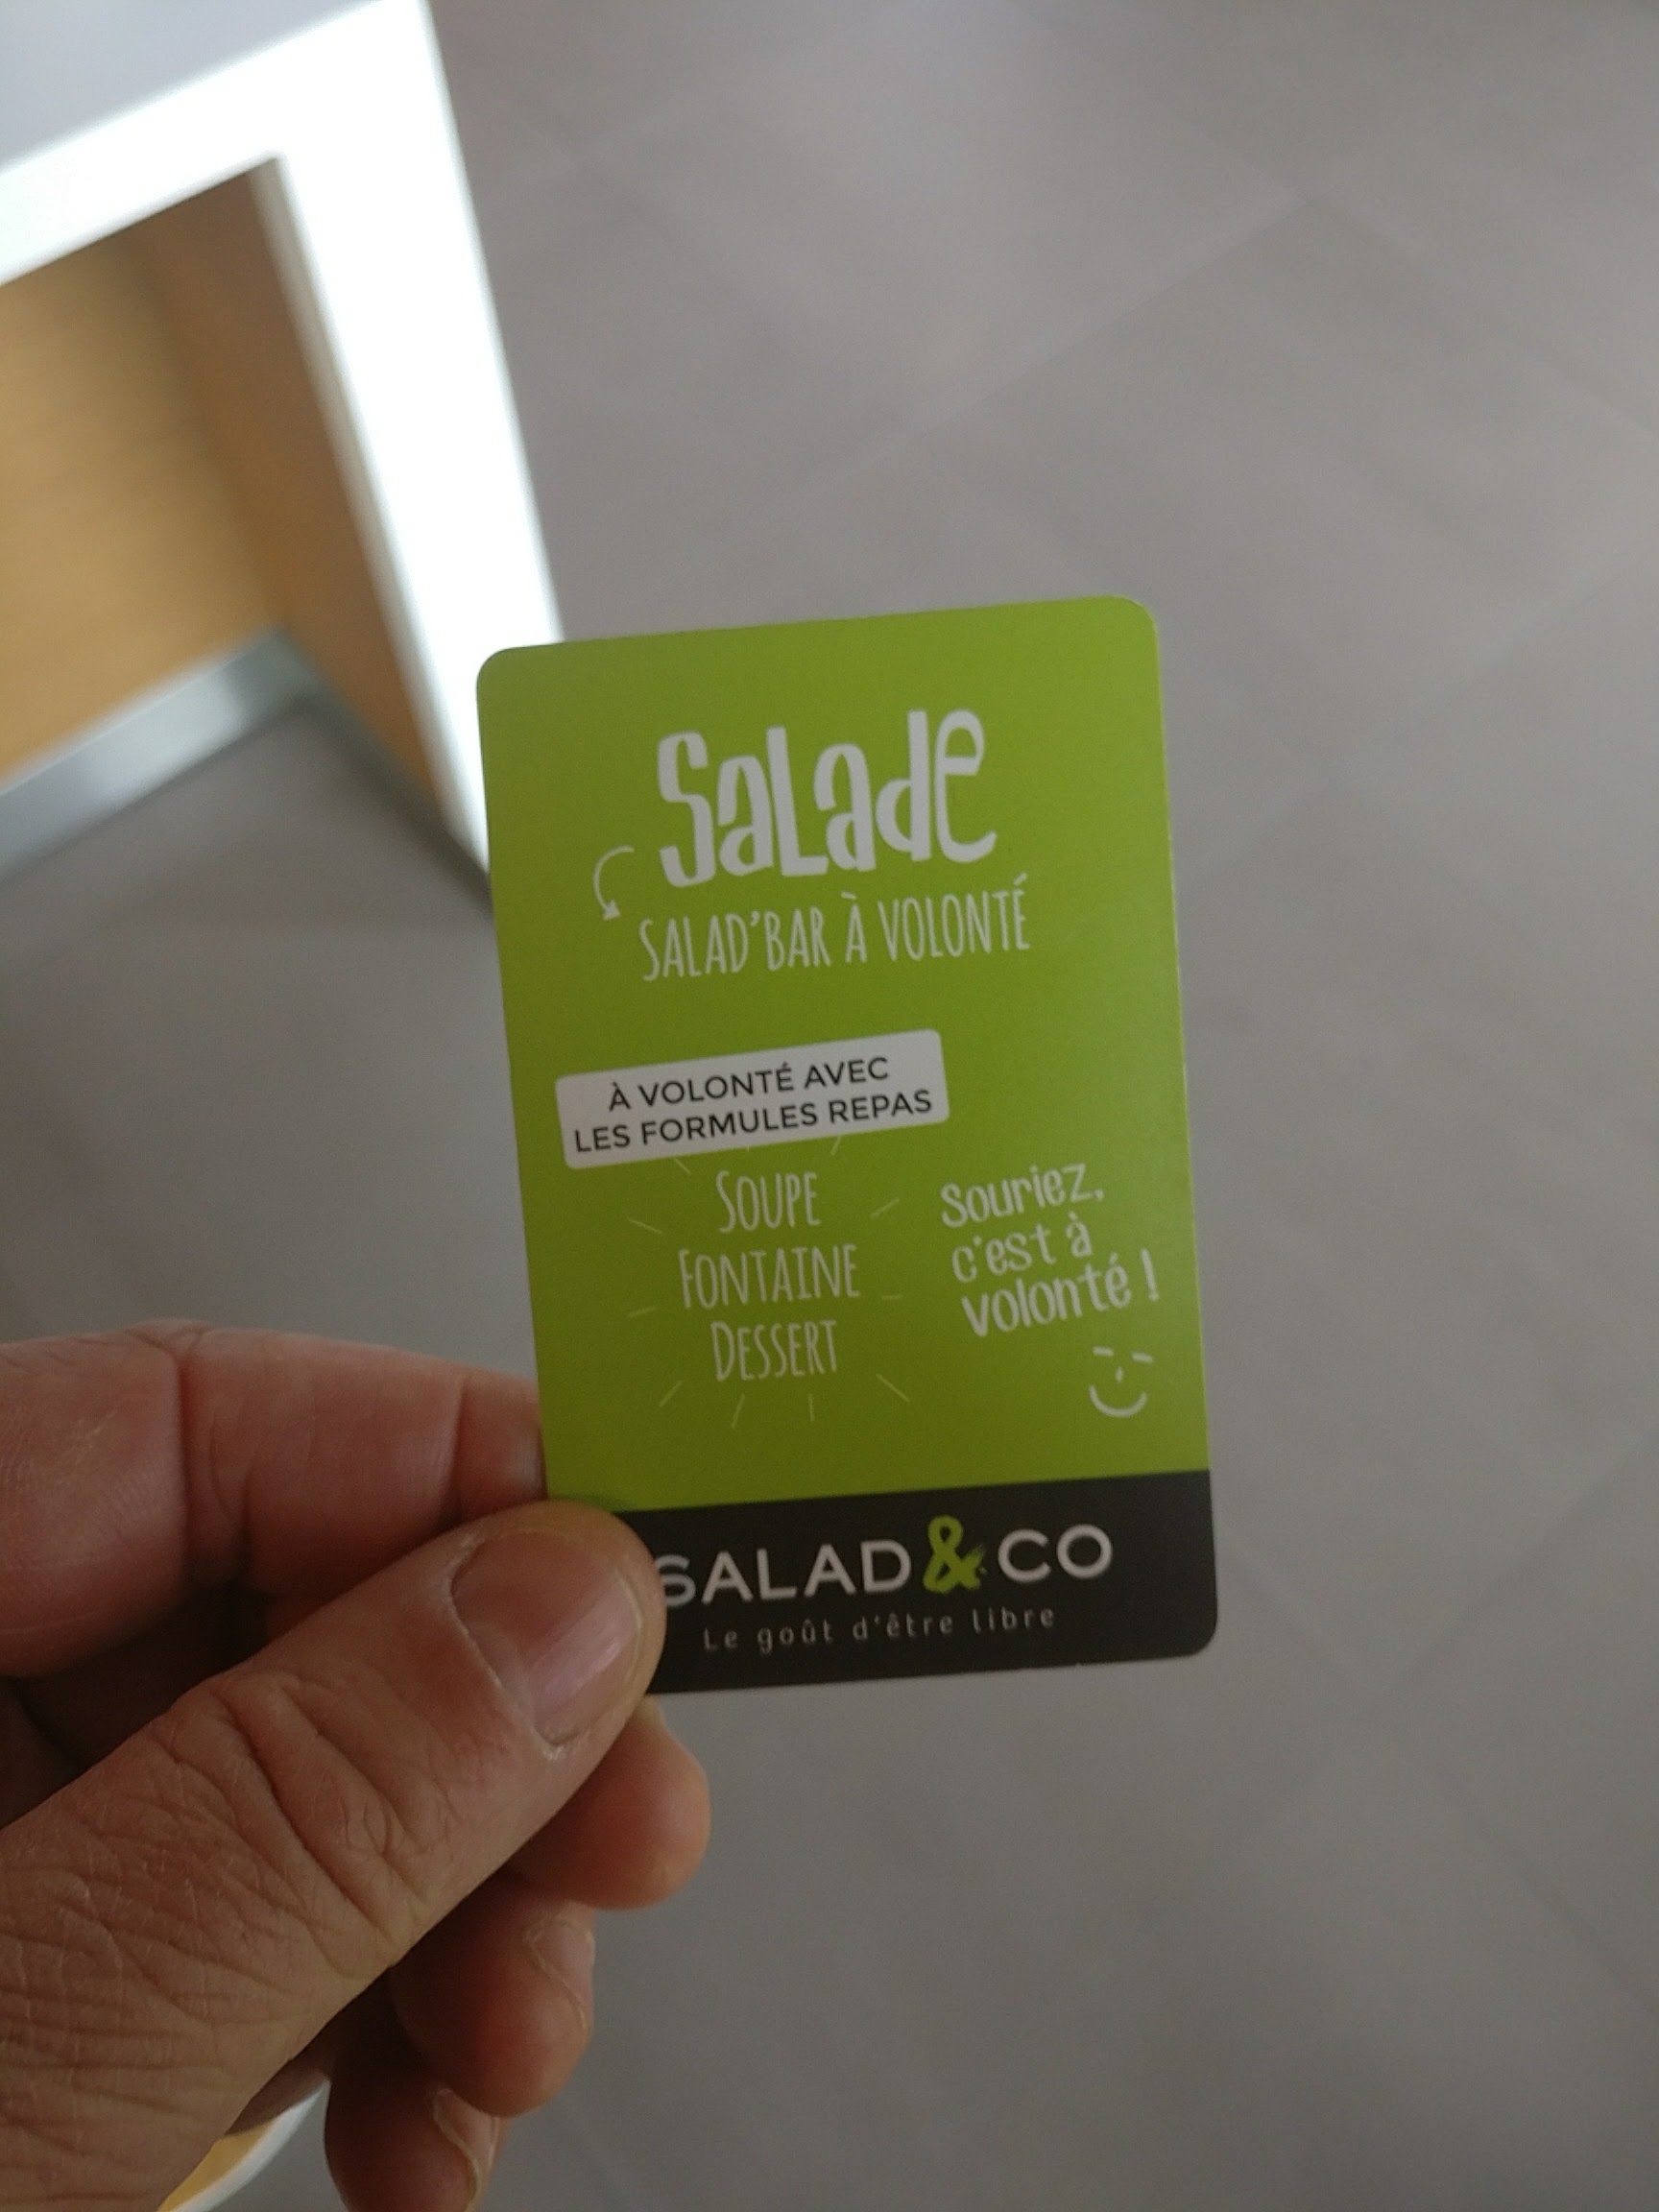 Salade
SALAD'BAR À VOLONTÉ
À VOLONTÉ AVEC
LES FORMULES REPAS
SOUPE
FONTAINE
DESSERT
Souriez,
c'est à
volonté !
SALAD&CO
Le goût d'être libre